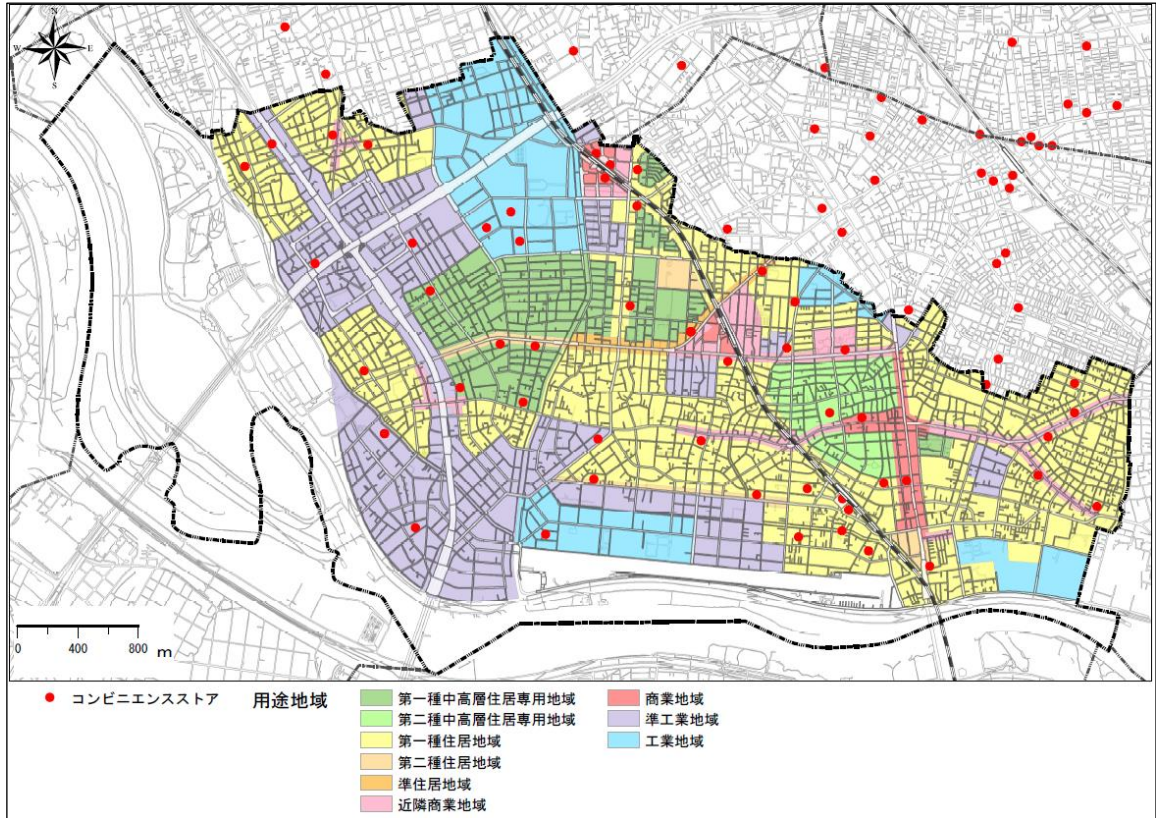 N
W E
S
0 400 800 m
コンビニエンスストア
用途地域
第一種中高層住居専用地域
第二種中高層住居専用地域
第一種住居地域
第二種住居地域
準住居地域
近隣商業地域
商業地域
準工業地域
工業地域